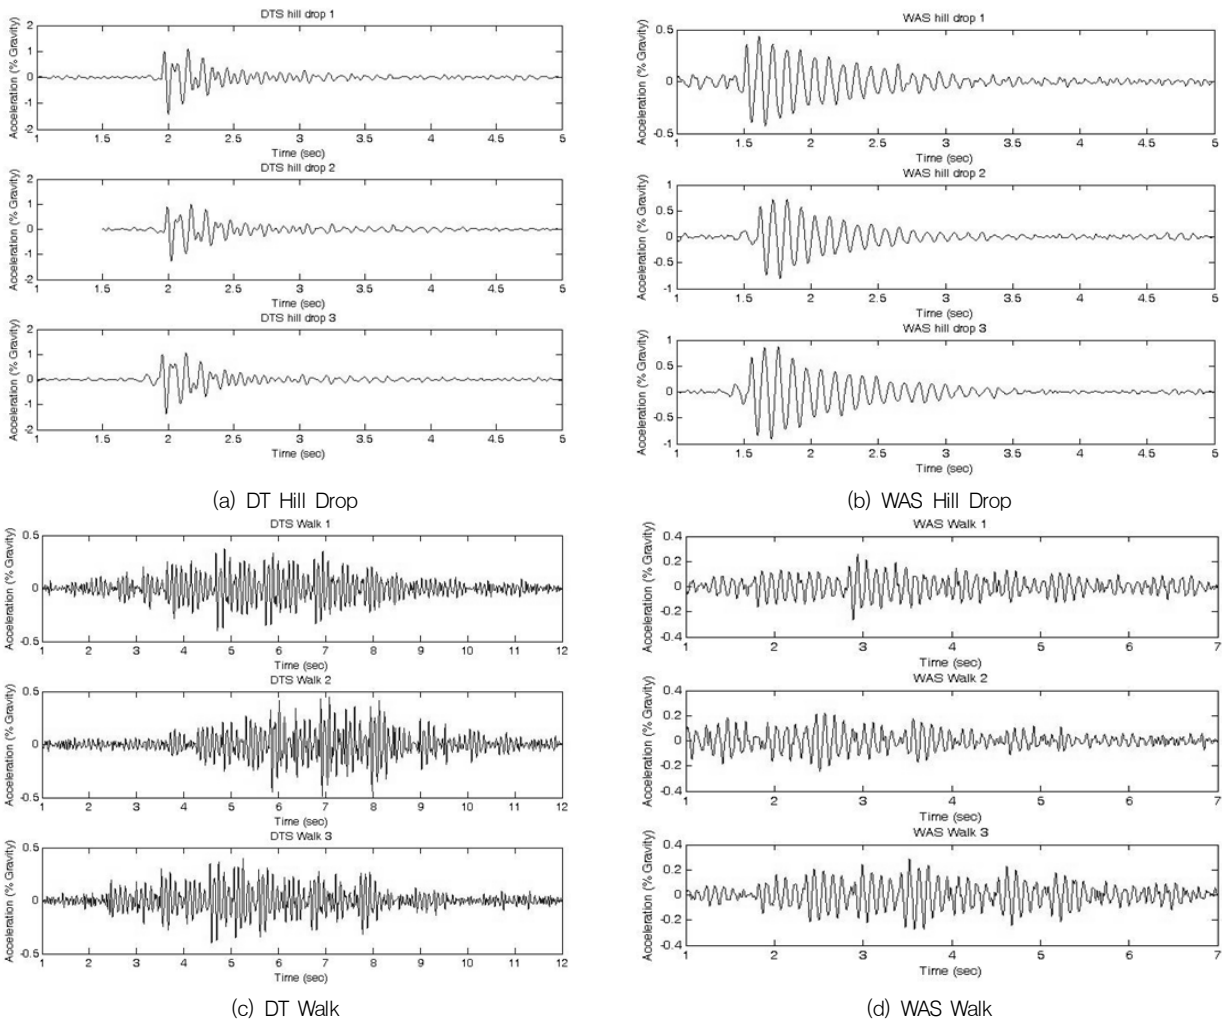 DTS hill drop 1
Acceleration (% Gravity)
2
1
0
-1
-2
1 1.5 2 2.5 3 3.5 4 4.5 5
Time (sec)
DTS hill drop 2
Acceleration (% Gravity)
2
1
0
-1
-2
1 1.5 2 2.5 3 3.5 4 4.5 5
Time (sec)
DTS hill drop 3
Acceleration (% Gravity)
2
1
0
-1
-2
1 1.5 2 2.5 3 3.5 4 4.5 5
Time (sec)
(a) DT Hill Drop
WAS hill drop 1
Acceleration (% Gravity)
0.5
0
-0.5
1 1.5 2 2.5 3 3.5 4 4.5 5
Time (sec)
WAS hill drop 2
Acceleration (% Gravity)
1
0.5
0
-0.5
-1
1 1.5 2 2.5 3 3.5 4 4.5 5
Time (sec)
WAS hill drop 3
Acceleration (% Gravity)
1
0.5
0
-0.5
-1
1 1.5 2 2.5 3 3.5 4 4.5 5
Time (sec)
(b) WAS Hill Drop
DTS Walk 1
Acceleration (% Gravity)
0.5
0
-0.5
1 2 3 4 5 6 7 8 9 10 11 12
Time (sec)
DTS Walk 2
Acceleration (% Gravity)
0.5
0
-0.5
1 2 3 4 5 6 7 8 9 10 11 12
Time (sec)
DTS Walk 3
Acceleration (% Gravity)
0.5
0
-0.5
1 2 3 4 5 6 7 8 9 10 11 12
Time (sec)
(c) DT Walk
WAS Walk 1
Acceleration (% Gravity)
0.4
0.2
0
-0.2
-0.4
1 2 3 4 5 6 7
Time (sec)
WAS Walk 2
Acceleration (% Gravity)
0.4
0.2
0
-0.2
-0.4
1 2 3 4 5 6 7
Time (sec)
WAS Walk 3
Acceleration (% Gravity)
0.4
0.2
0
-0.2
-0.4
1 2 3 4 5 6 7
Time (sec)
(d) WAS Walk